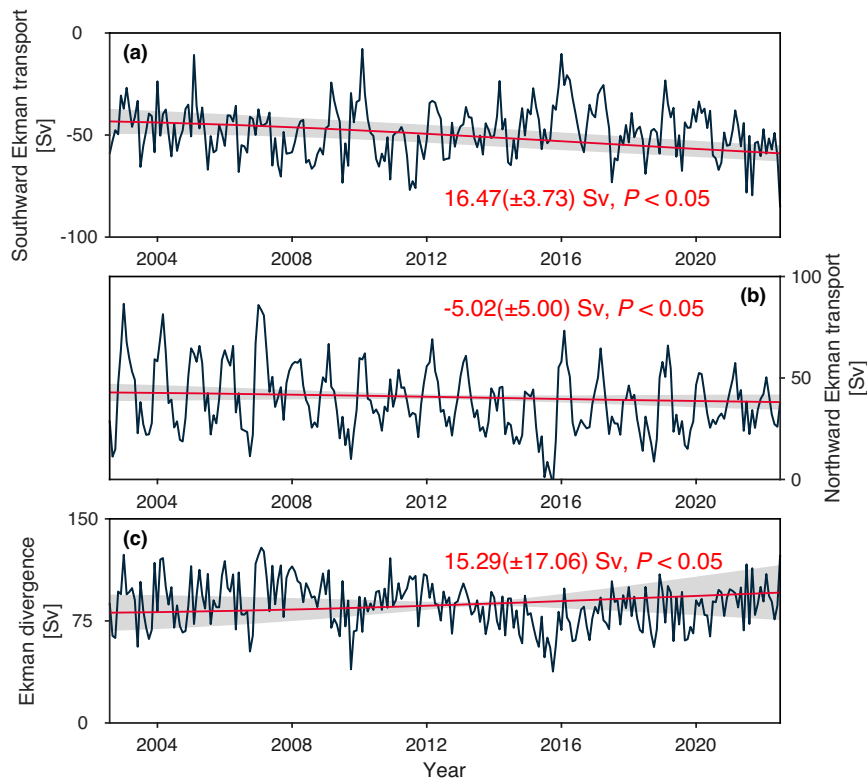 0
(a)
Southward Ekman transport
[Sv]
-50
16.47(±3.73) Sv, P < 0.05
-100
2004 2008 2012 2016 2020
100
-5.02(±5.00) Sv, P < 0.05 (b)
Northward Ekman transport
[Sv]
50
0
2004 2008 2012 2016 2020
150
(c)
15.29(±17.06) Sv, P < 0.05
Ekman divergence
[Sv]
75
0
2004 2008 2012 2016 2020
Year